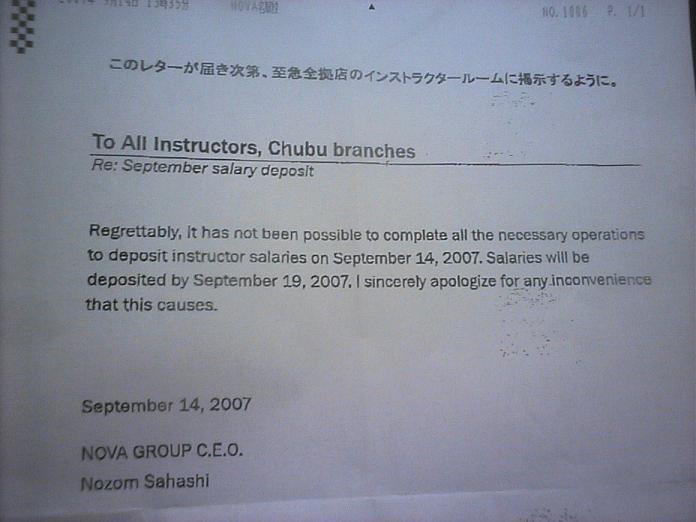 NO. 1006 P. 1/1
このレターが届き次第、至急全拠店のインストラクタールームに掲示するように。
To All Instructors, Chubu branches
Re: September salary deposit
Regrettably, it has not been possible to complete all the necessary operations
to deposit instructor salaries on September 14, 2007. Salaries will be
deposited by September 19, 2007. I sincerely apologize for any inconvenience
that this causes.
September 14, 2007
NOVA GROUP C.E.O.
Nozom Sahashi